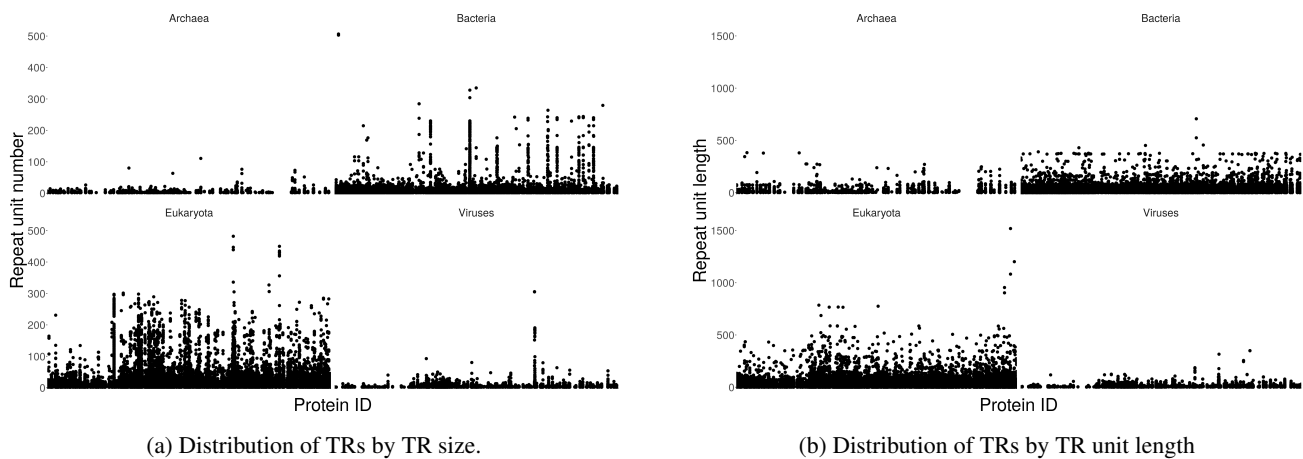 Archaea
Bacteria
Repeat unit number
500
400
300
200
100
0
Eukaryota
Viruses
500
400
300
200
100
0
Protein ID
(a) Distribution of TRs by TR size.
Archaea
Bacteria
Repeat unit length
1500
1000
500
0
Eukaryota
Viruses
1500
1000
500
0
Protein ID
(b) Distribution of TRs by TR unit length